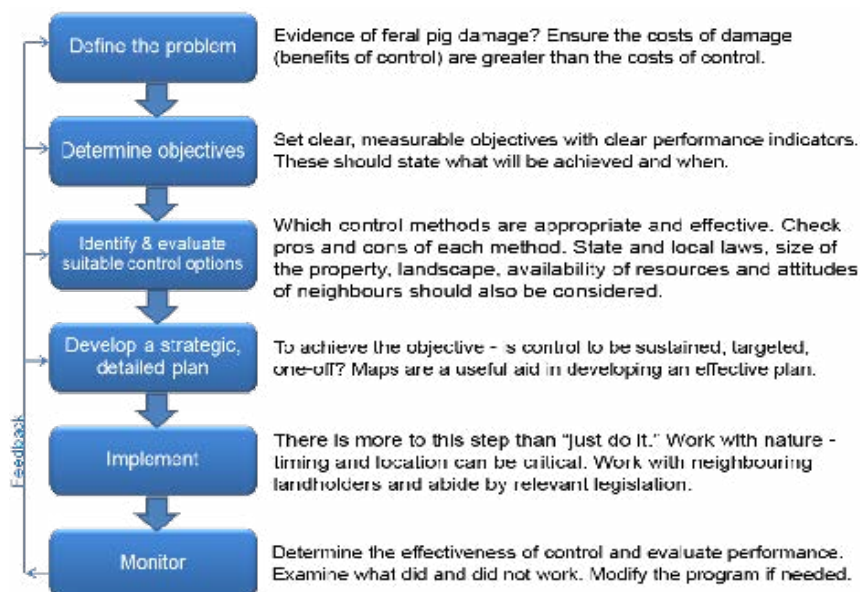 Define the problem
Evidence of feral pig damage? Ensure the costs of damage
(benefits of control) are greater than the costs of control.
Determine objectives
Set clear, measurable objectives with clear performance indicators.
These should state what will be achieved and when.
Identify & evaluate
suitable control options
Which control methods are appropriate and effective. Check
pros and cons of each method. State and local laws, size of
the property, landscape, availability of resources and attitudes
of neighbours should also be considered.
Develop a strategic,
detailed plan
To achieve the objective - is control to be sustained, targeted,
one-off? Maps are a useful aid in developing an effective plan.
Implement
There is more to this step than "just do it." Work with nature -
timing and location can be critical. Work with neighbouring
landholders and abide by relevant legislation.
Monitor
Determine the effectiveness of control and evaluate performance.
Examine what did and did not work. Modify the program if needed.
Feedback